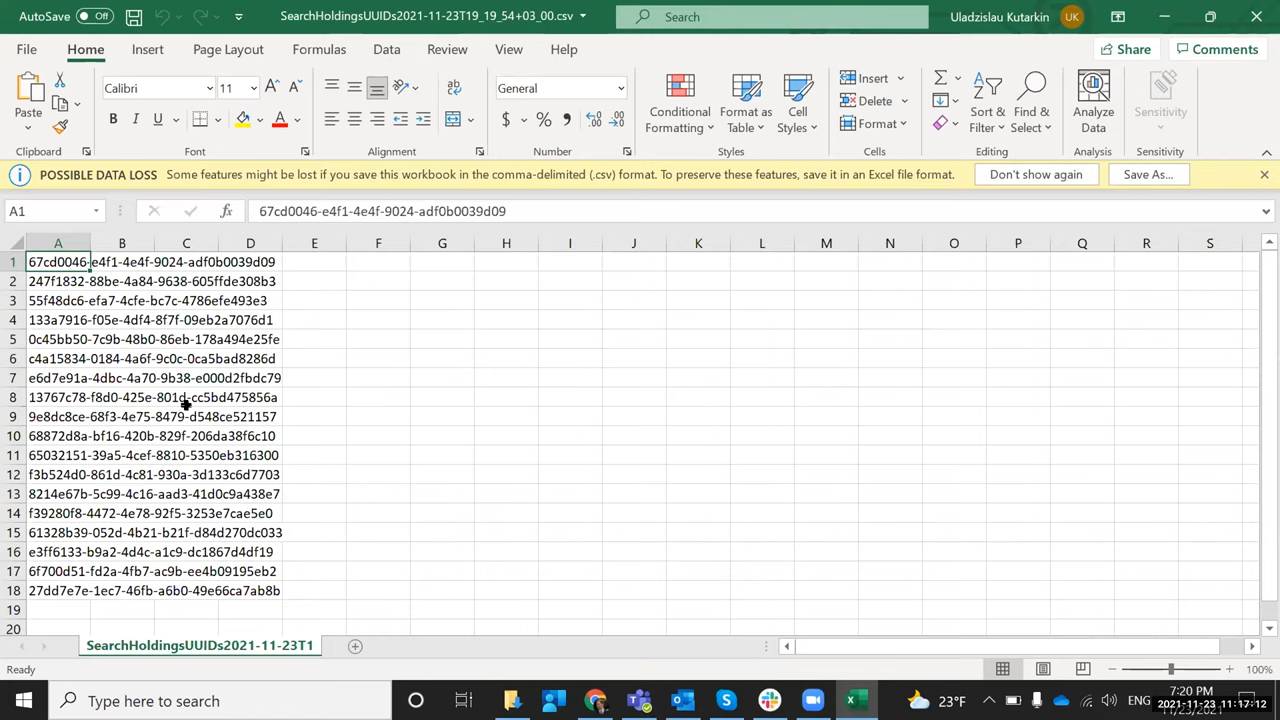 AutoSave Off SearchHoldingsUUIDs2021-11-23T19_19_54+03_00.csv Search Uladzislau Kutarkin UK
File Home Insert Page Layout Formulas Data Review View Help Share Comments
Paste Calibri 11 General Conditional Formatting Format as Table Cell Styles Insert Delete Format Sort & Filter Find & Select Analyze Data Sensitivity
Clipboard Font Alignment Number Styles Cells Editing Analysis Sensitivity
POSSIBLE DATA LOSS Some features might be lost if you save this workbook in the comma-delimited (.csv) format. To preserve these features, save it in an Excel file format. Don't show again Save As...
A1 fx 67cd0046-e4f1-4e4f-9024-adf0b0039d09
A B C D E F G H I J K L M N O P Q R S
1 67cd0046-e4f1-4e4f-9024-adf0b0039d09
2 247f1832-88be-4a84-9638-605ffde308b3
3 55f48dc6-efa7-4cfe-bc7c-4786efe493e3
4 133a7916-f05e-4df4-8f7f-09eb2a7076d1
5 0c45bb50-7c9b-48b0-86eb-178a494e25fe
6 c4a15834-0184-4a6f-9c0c-0ca5bad8286d
7 e6d7e91a-4dbc-4a70-9b38-e000d2fbdc79
8 13767c78-f8d0-425e-801d-cc5bd475856a
9 9e8dc8ce-68f3-4e75-8479-d548ce521157
10 68872d8a-bf16-420b-829f-206da38f6c10
11 65032151-39a5-4cef-8810-5350eb316300
12 f3b524d0-861d-4c81-930a-3d133c6d7703
13 8214e67b-5c99-4c16-aad3-41d0c9a438e7
14 f39280f8-4472-4e78-92f5-3253e7cae5e0
15 61328b39-052d-4b21-b21f-d84d270dc033
16 e3ff6133-b9a2-4d4c-a1c9-dc1867d4df19
17 6f700d51-fd2a-4fb7-ac9b-ee4b09195eb2
18 27dd7e7e-1ec7-46fb-a6b0-49e66ca7ab8b
19
20
SearchHoldingsUUIDs2021-11-23T1
Ready 100%
Type here to search 23°F ENG 7:20 PM
2021-11-23 11:17:12